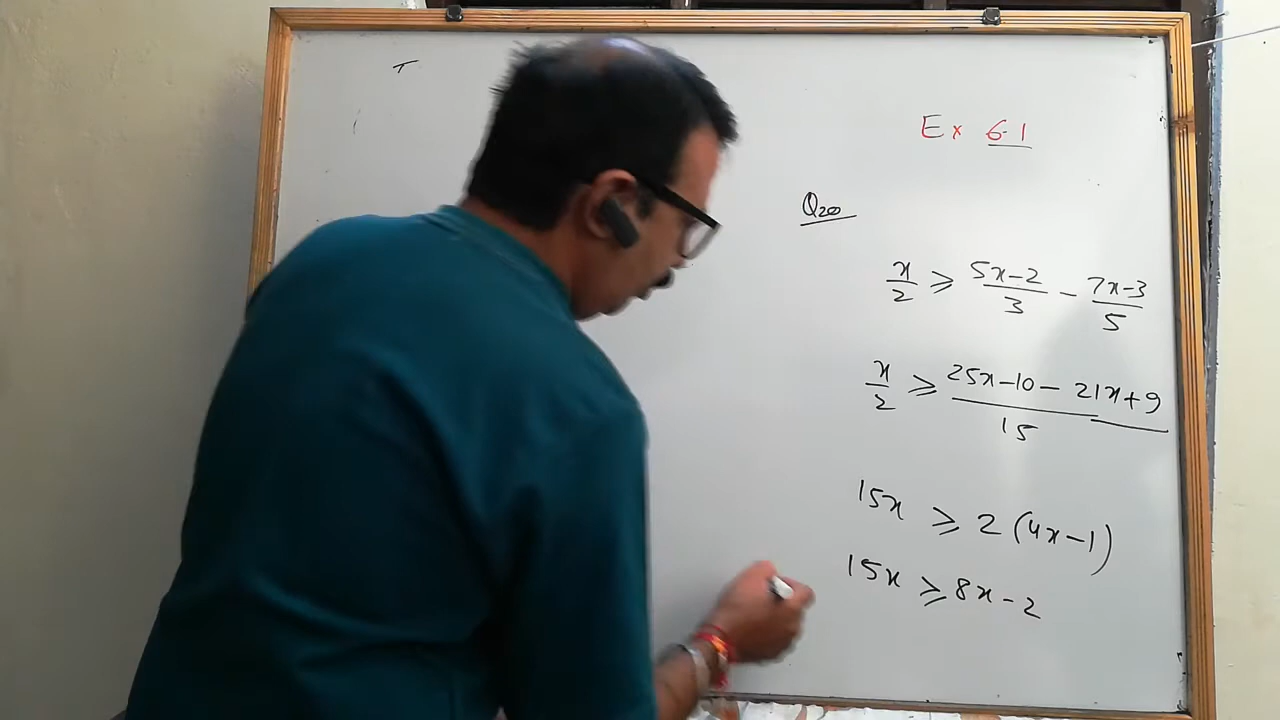 Ex 6.1
Q20
x/2 ≥ (5x-2)/3 - (7x-3)/5
x/2 ≥ (25x-10-21x+9)/15
15x ≥ 2(4x-1)
15x ≥ 8x-2